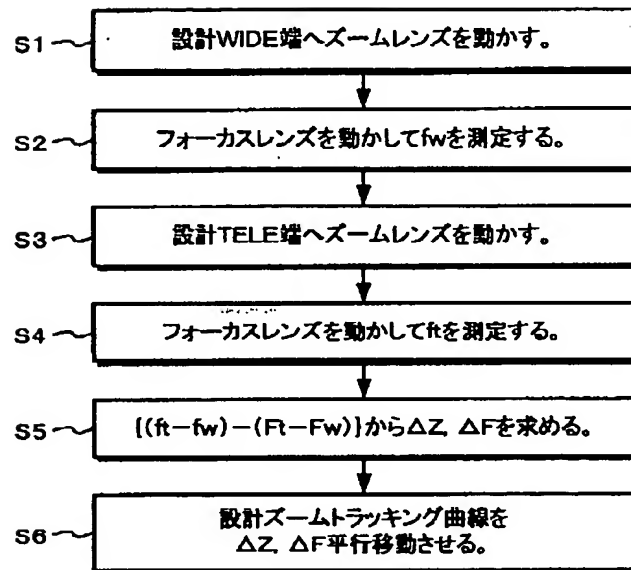 S1 設計WIDE端へズームレンズを動かす。
S2 フォーカスレンズを動かしてfwを測定する。
S3 設計TELE端へズームレンズを動かす。
S4 フォーカスレンズを動かしてftを測定する。
S5 {(ft－fw)－(Ft－Fw)}から△Z, △Fを求める。
S6 設計ズームトラッキング曲線を
△Z, △F平行移動させる。